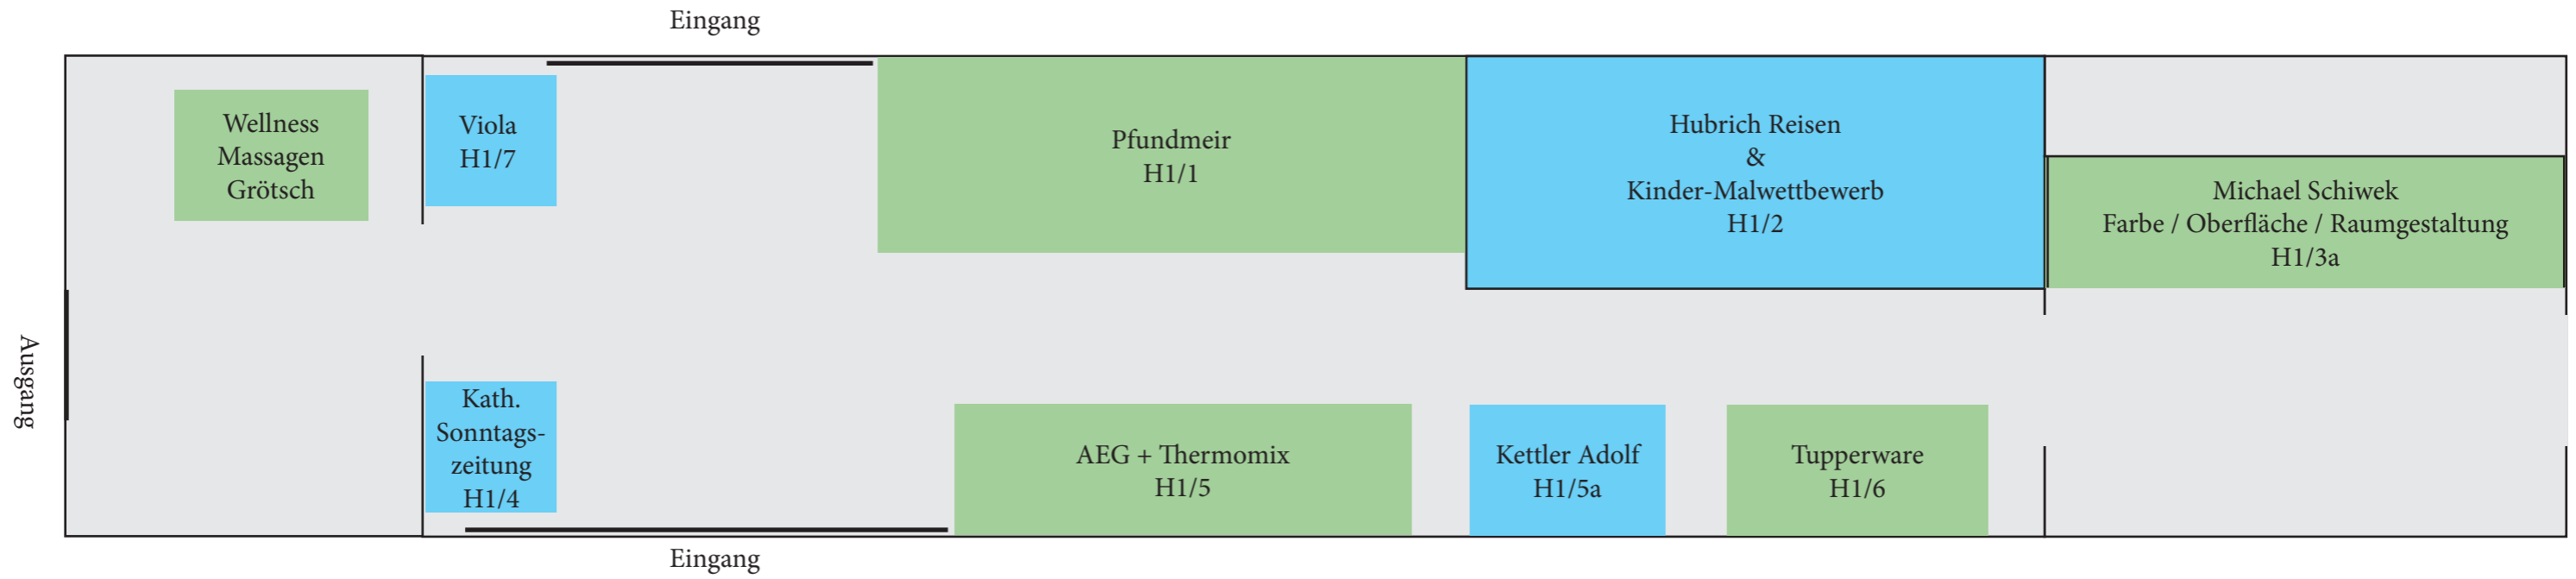 Eingang
Wellness
Massagen
Grötsch
Viola
H1/7
Pfundmeir
H1/1
Hubrich Reisen
&
Kinder-Malwettbewerb
H1/2
Michael Schiwek
Farbe / Oberfläche / Raumgestaltung
H1/3a
Ausgang
Kath.
Sonntags-
zeitung
H1/4
AEG + Thermomix
H1/5
Kettler Adolf
H1/5a
Tupperware
H1/6
Eingang